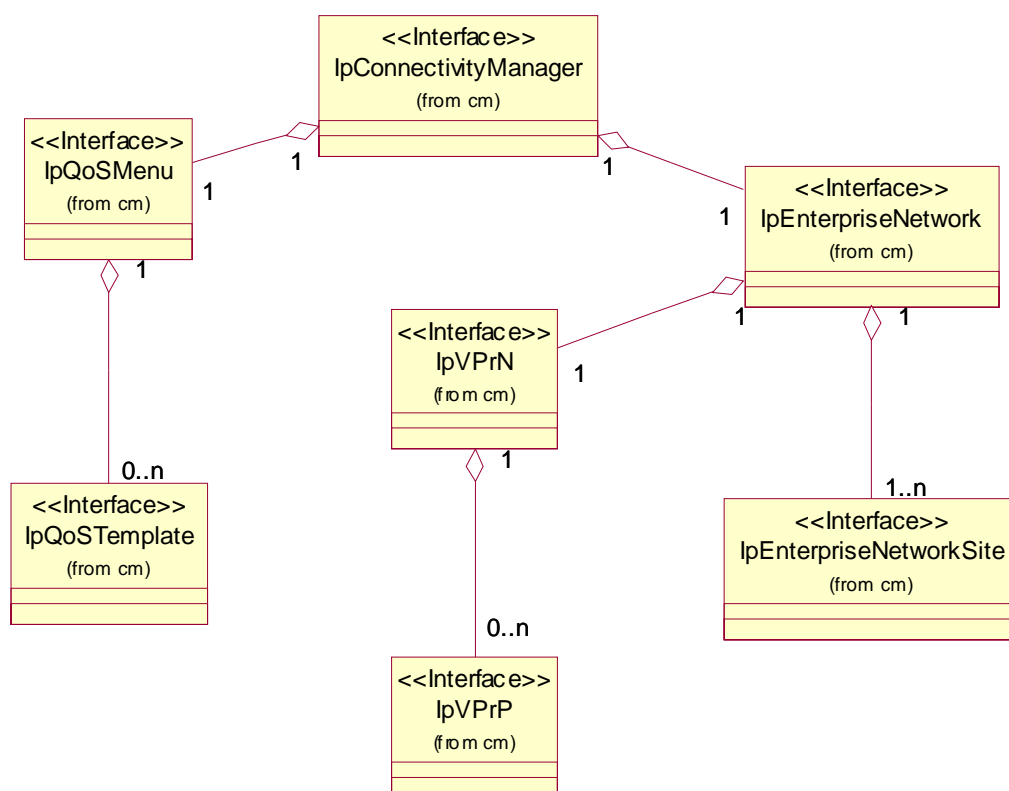 <<Interface>>
IpConnectivityManager
(from cm)
1
1
<<Interface>>
IpQoSMenu
(from cm)
1
1
<<Interface>>
IpEnterpriseNetwork
(from cm)
1
1
1
1
<<Interface>>
IpVPrN
(from cm)
1
1
0..n
<<Interface>>
IpQoSTemplate
(from cm)
1..n
<<Interface>>
IpEnterpriseNetworkSite
(from cm)
0..n
<<Interface>>
IpVPrP
(from cm)